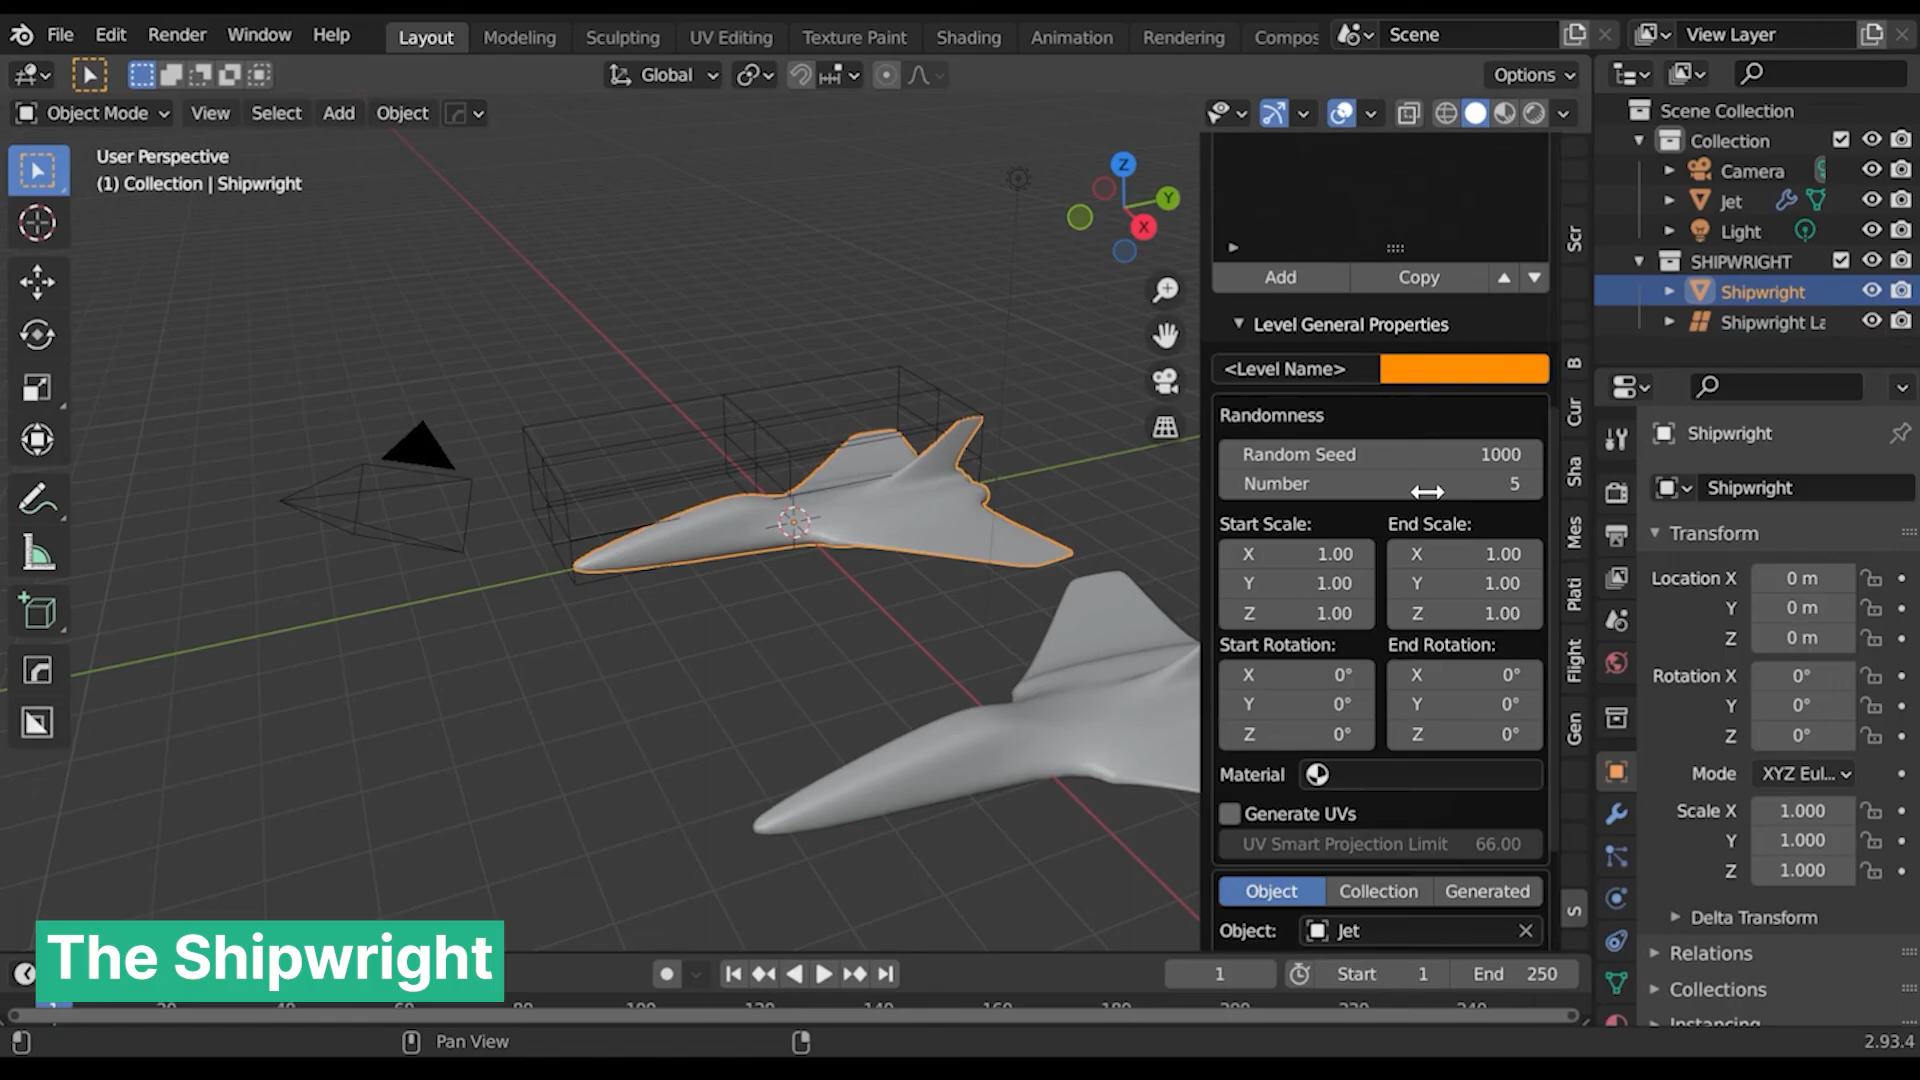 File Edit Render Window Help Layout Modeling Sculpting UV Editing Texture Paint Shading Animation Rendering Compos Scene View Layer
Global Options
Object Mode View Select Add Object
User Perspective
(1) Collection | Shipwright
Z
Y
X
Add Copy
Level General Properties
<Level Name>
Randomness
Random Seed 1000
Number 5
Start Scale: End Scale:
X 1.00 X 1.00
Y 1.00 Y 1.00
Z 1.00 Z 1.00
Start Rotation: End Rotation:
X 0° X 0°
Y 0° Y 0°
Z 0° Z 0°
Material
Generate UVs
UV Smart Projection Limit 66.00
Object Collection Generated
Object: Jet
Scr
B
Cur
Sha
Mes
Plati
Flight
Gen
S
Scene Collection
Collection
Camera
Jet
Light
SHIPWRIGHT
Shipwright
Shipwright La
Shipwright
Shipwright
Transform
Location X 0 m
Y 0 m
Z 0 m
Rotation X 0°
Y 0°
Z 0°
Mode XYZ Eul...
Scale X 1.000
Y 1.000
Z 1.000
Delta Transform
Relations
Collections
Instancing
The Shipwright
1 Start 1 End 250
Pan View
2.93.4